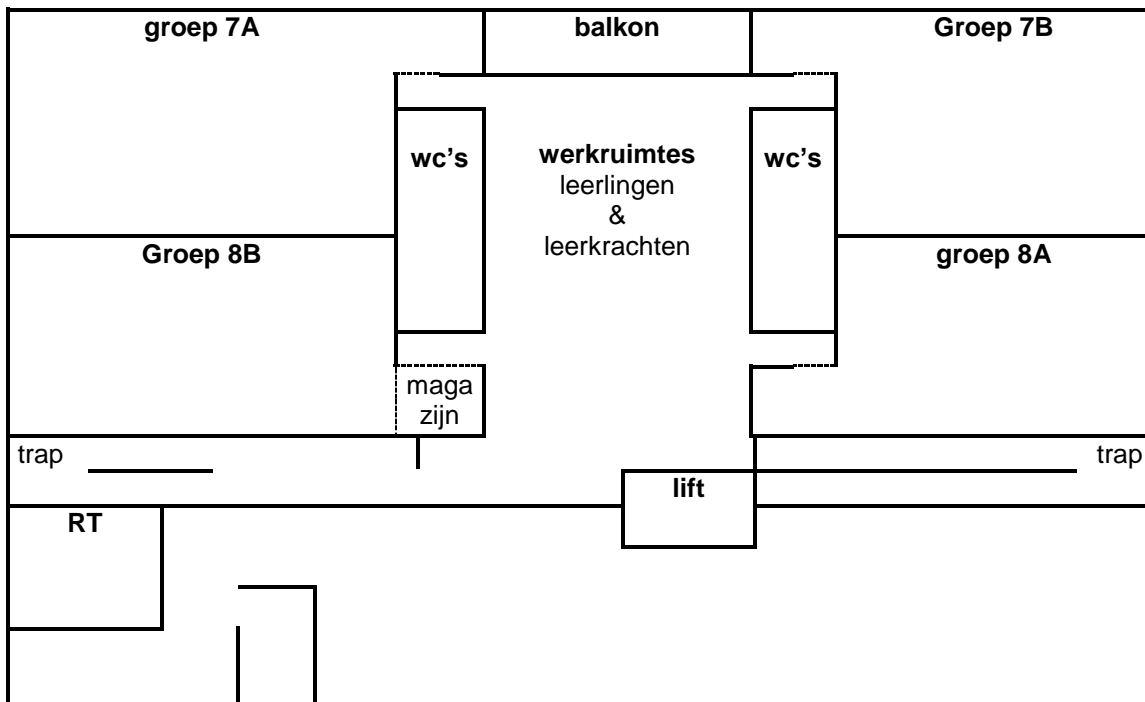 groep 7A
balkon
Groep 7B
wc's
werkruimtes
leerlingen
&
leerkrachten
wc's
Groep 8B
groep 8A
maga
zijn
trap
trap
lift
RT